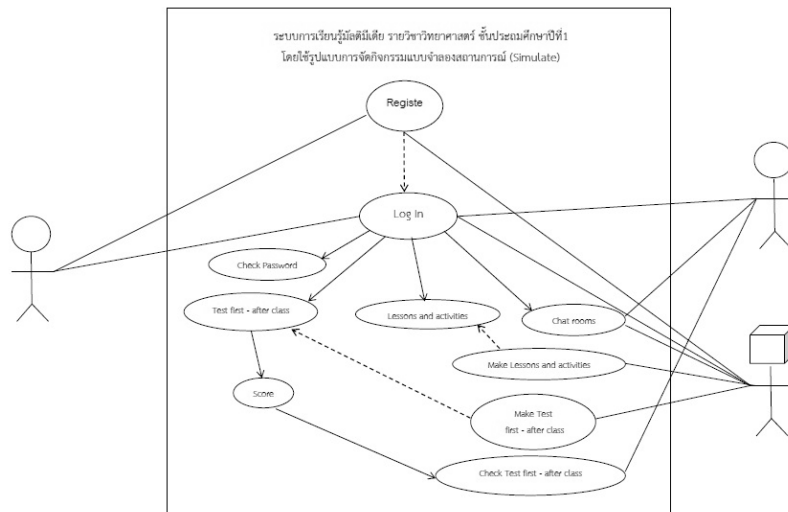 ระบบการเรียนรู้มัลติมีเดีย รายวิชาวิทยาศาสตร์ ชั้นประถมศึกษาปีที่1
โดยใช้รูปแบบการจัดกิจกรรมแบบจำลองสถานการณ์ (Simulate)
Registe
Log In
Check Password
Test first - after class
Lessons and activities
Chat rooms
Make Lessons and activities
Score
Make Test
first - after class
Check Test first - after class